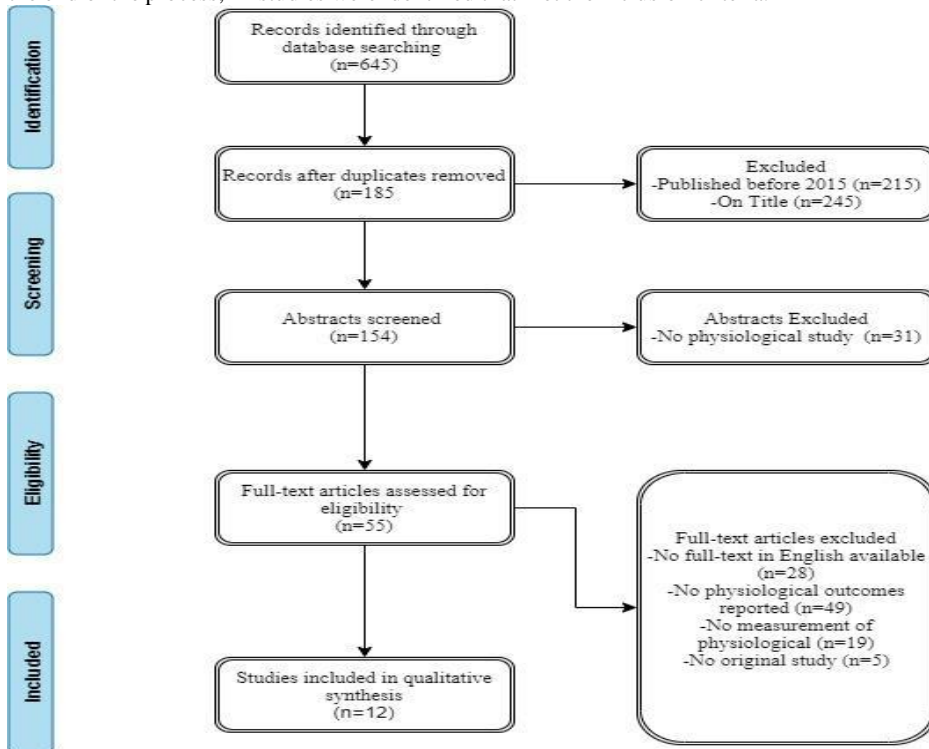 Identification
Records identified through
database searching
(n=645)
Records after duplicates removed
(n=185
Excluded
-Published before 2015 (n=215)
-On Title (n=245)
Screening
Abstracts screened
(n=154)
Abstracts Excluded
-No physiological study (n=31)
Eligibility
Full-text articles assessed for
eligibility
(n=55)
Full-text articles excluded
-No full-text in English available
(n=28)
-No physiological outcomes
reported (n=49)
-No measurement of
physiological (n=19)
-No original study (n=5)
Included
Studies included in qualitative
synthesis
(n=12)